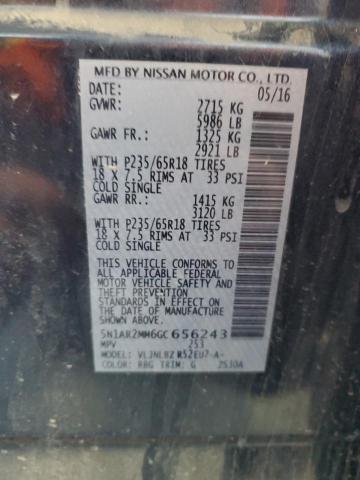 MFD BY NISSAN MOTOR CO., LTD.
DATE: 05/16
GVWR: 2715 KG
5986 LB
GAWR FR.: 1325 KG
2921 LB
WITH P235/65R18 TIRES
18 X 7.5 RIMS AT 33 PSI
COLD SINGLE
GAWR RR.: 1415 KG
3120 LB
WITH P235/65R18 TIRES
18 X 7.5 RIMS AT 33 PSI
COLD SINGLE
THIS VEHICLE CONFORMS TO
ALL APPLICABLE FEDERAL
MOTOR VEHICLE SAFETY AND
THEFT PREVENTION
STANDARDS IN EFFECT ON THE
DATE OF MANUFACTURE
SHOWN ABOVE.
5N1AR2MM6GC656243
MPV 253
MODEL: VLJNLBZ R52EU7-A-
COLOR: RBG TRIM: G 2530A